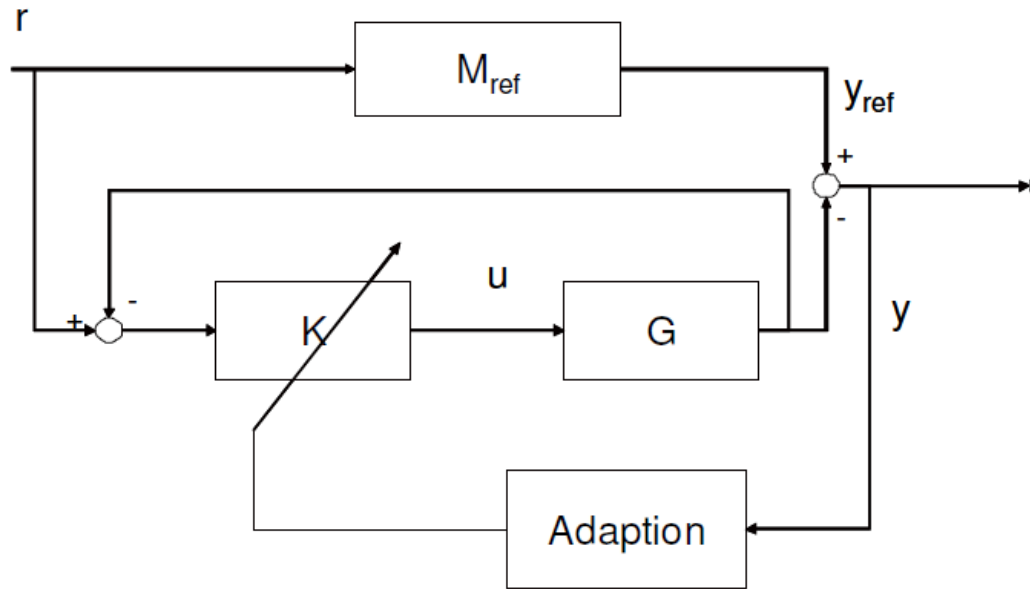 r
M_ref
y_ref
+
-
-
+
K
u
G
y
Adaption